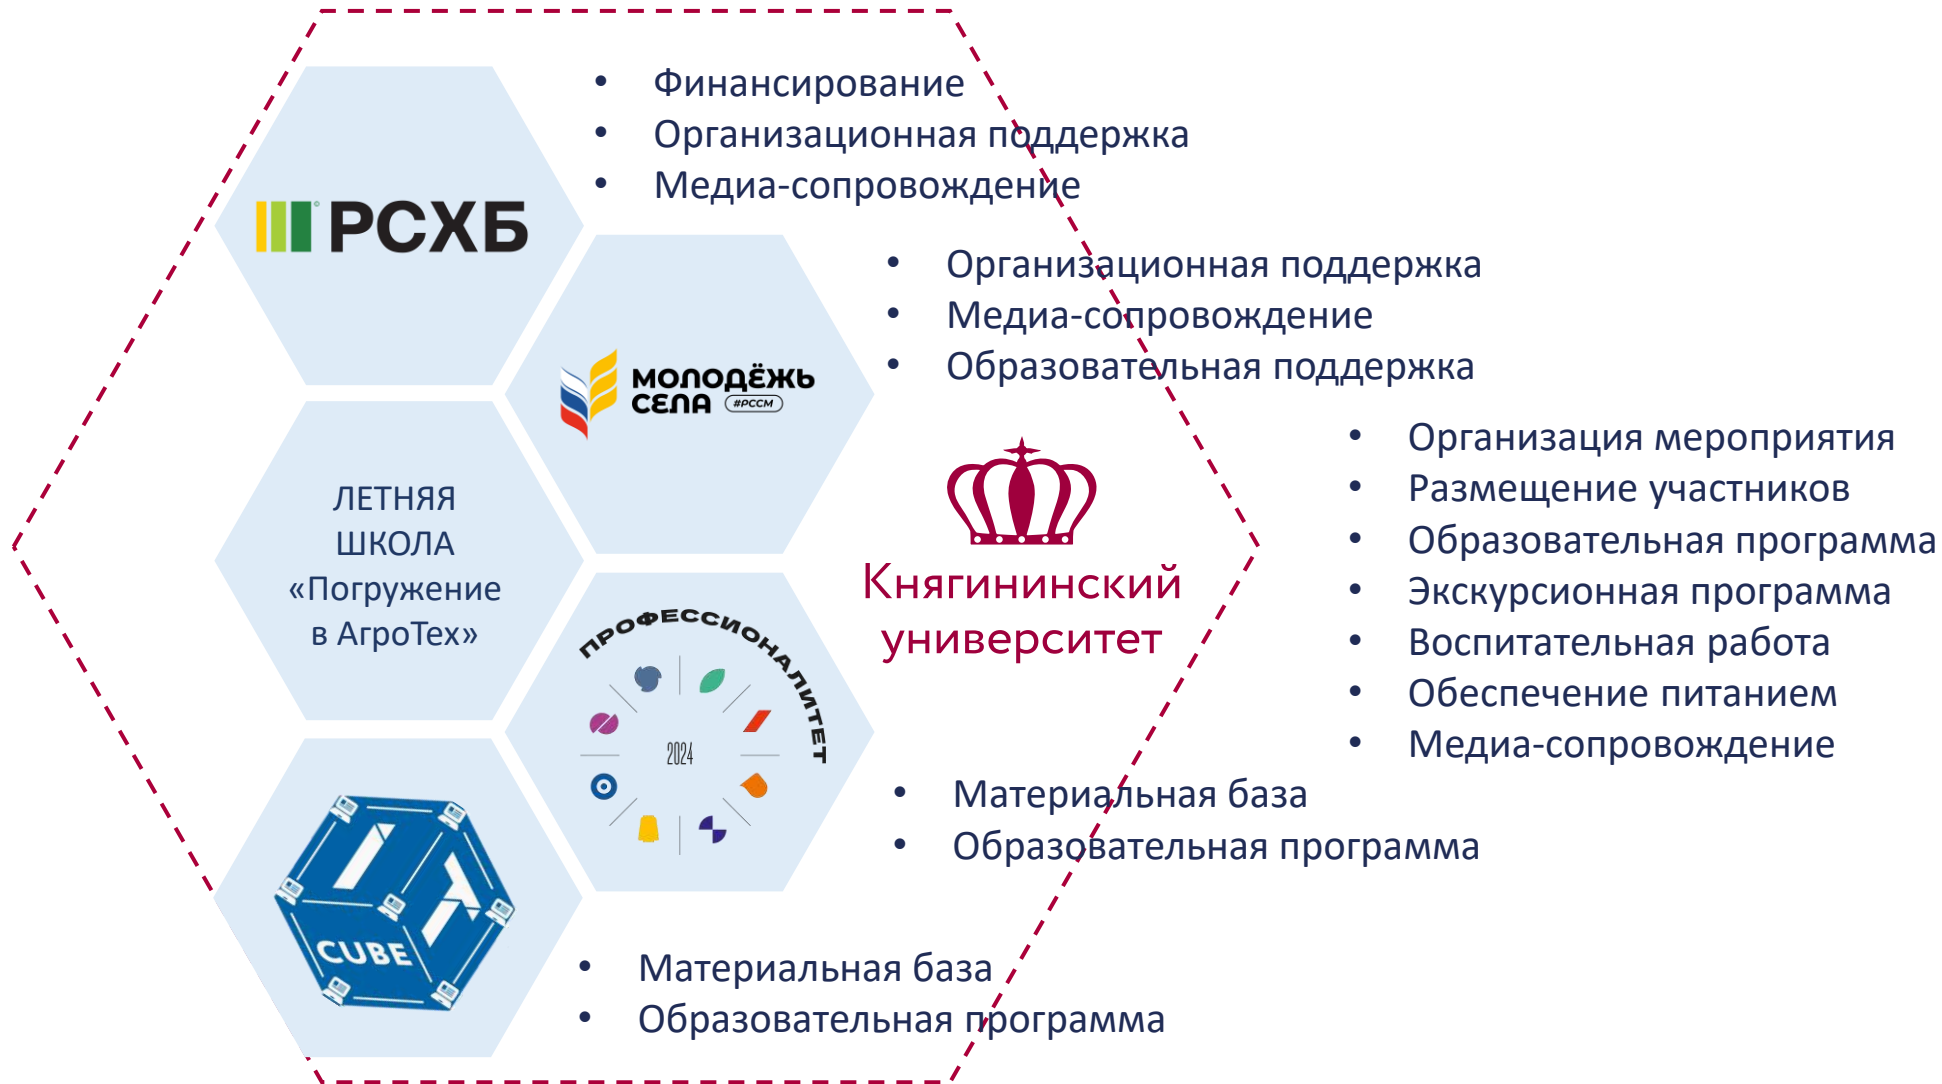 • Финансирование
• Организационная поддержка
• Медиа-сопровождение
РСХБ
• Организационная поддержка
• Медиа-сопровождение
• Образовательная поддержка
МОЛОДЁЖЬ
СЕЛА #РССМ
ЛЕТНЯЯ
ШКОЛА
«Погружение
в АгроТех»
Княгининский
университет
• Организация мероприятия
• Размещение участников
• Образовательная программа
• Экскурсионная программа
• Воспитательная работа
• Обеспечение питанием
• Медиа-сопровождение
ПРОФЕССИОНАЛИТЕТ
2024
• Материальная база
• Образовательная программа
IT
CUBE
• Материальная база
• Образовательная программа